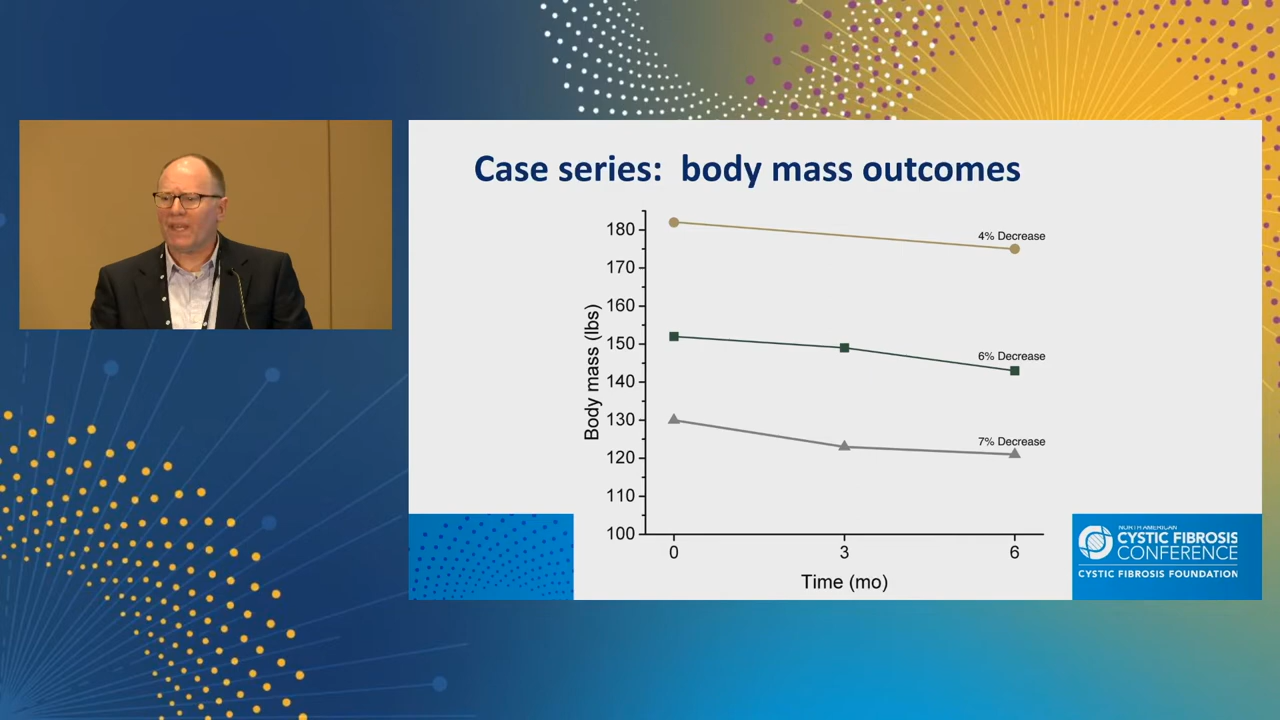 Case series:  body mass outcomes
180
170
160
150
140
130
120
110
100
Body mass (lbs)
4% Decrease
6% Decrease
7% Decrease
0 3 6
Time (mo)
NORTH AMERICAN
CYSTIC FIBROSIS
CONFERENCE
CYSTIC FIBROSIS FOUNDATION